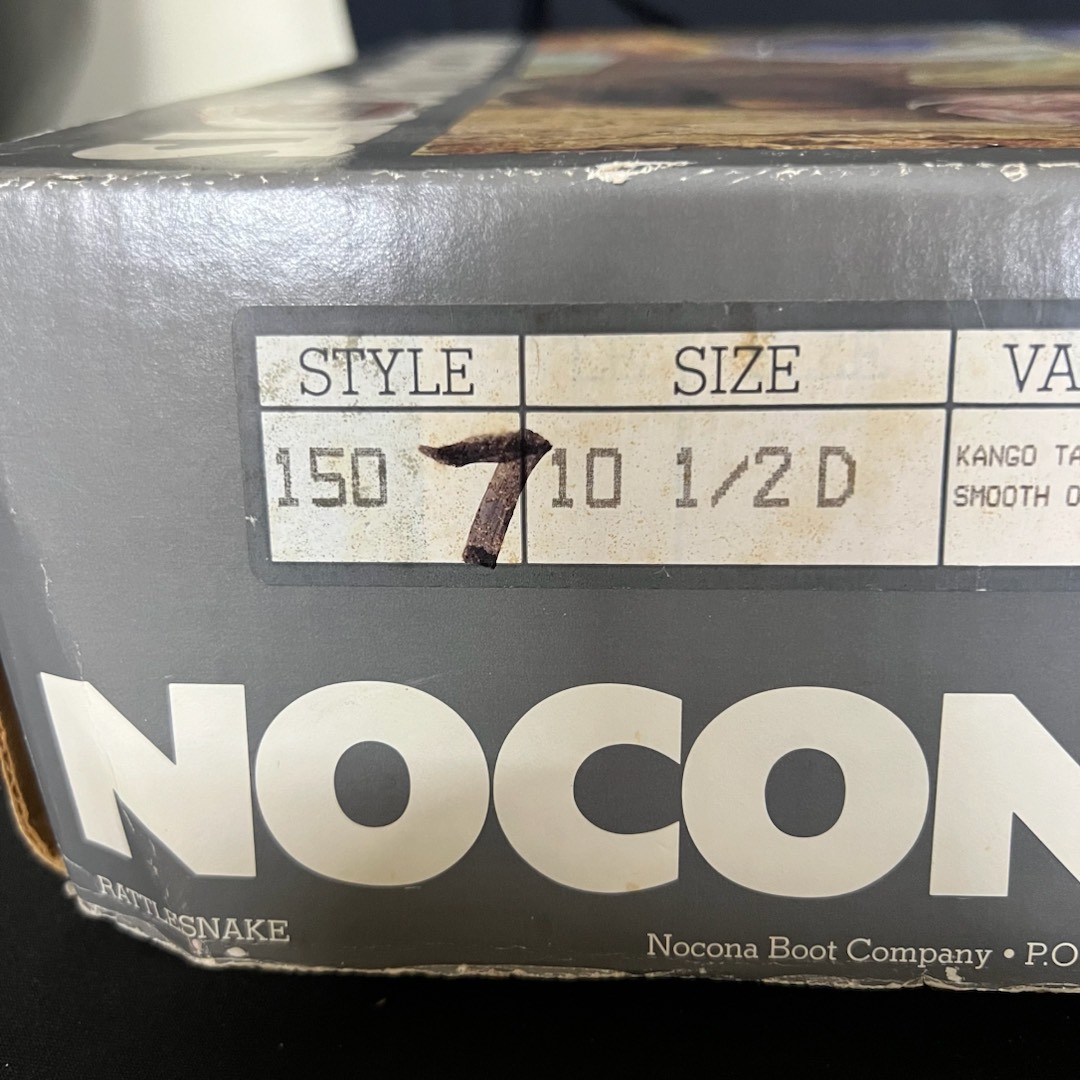 STYLE SIZE VA
150 7 10 1/2 D KANGO TA
SMOOTH O
NOCON
RATTLESNAKE
Nocona Boot Company • P.O